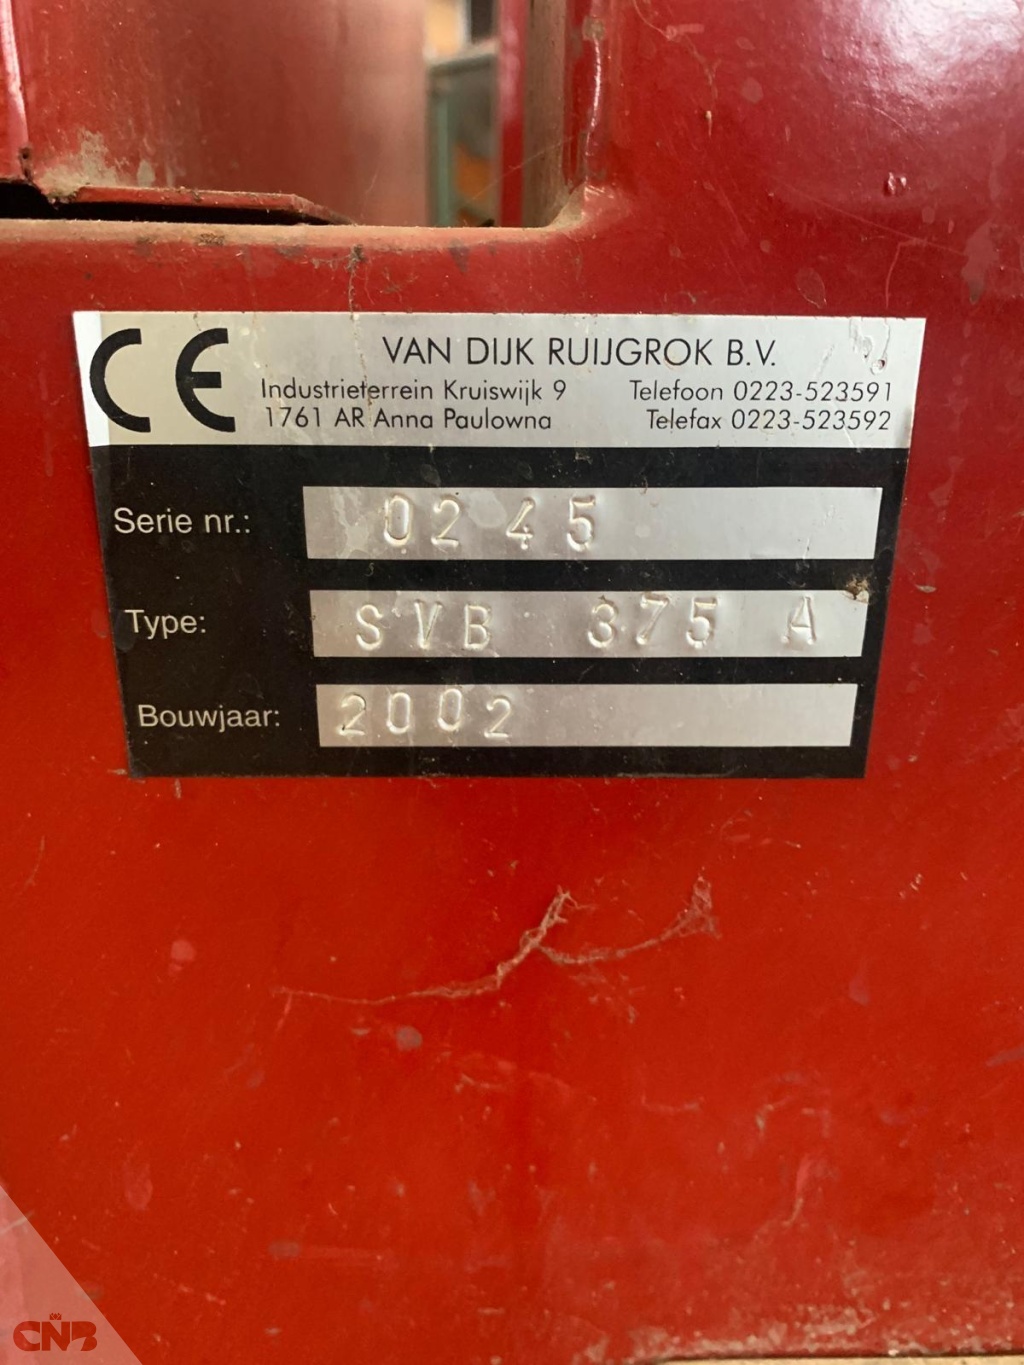 CE
VAN DIJK RUIJGROK B.V.
Industrieterrein Kruiswijk 9 Telefoon 0223-523591
1761 AR Anna Paulowna Telefax 0223-523592
Serie nr.: 0245
Type: SVB 375 A
Bouwjaar: 2002
CNB